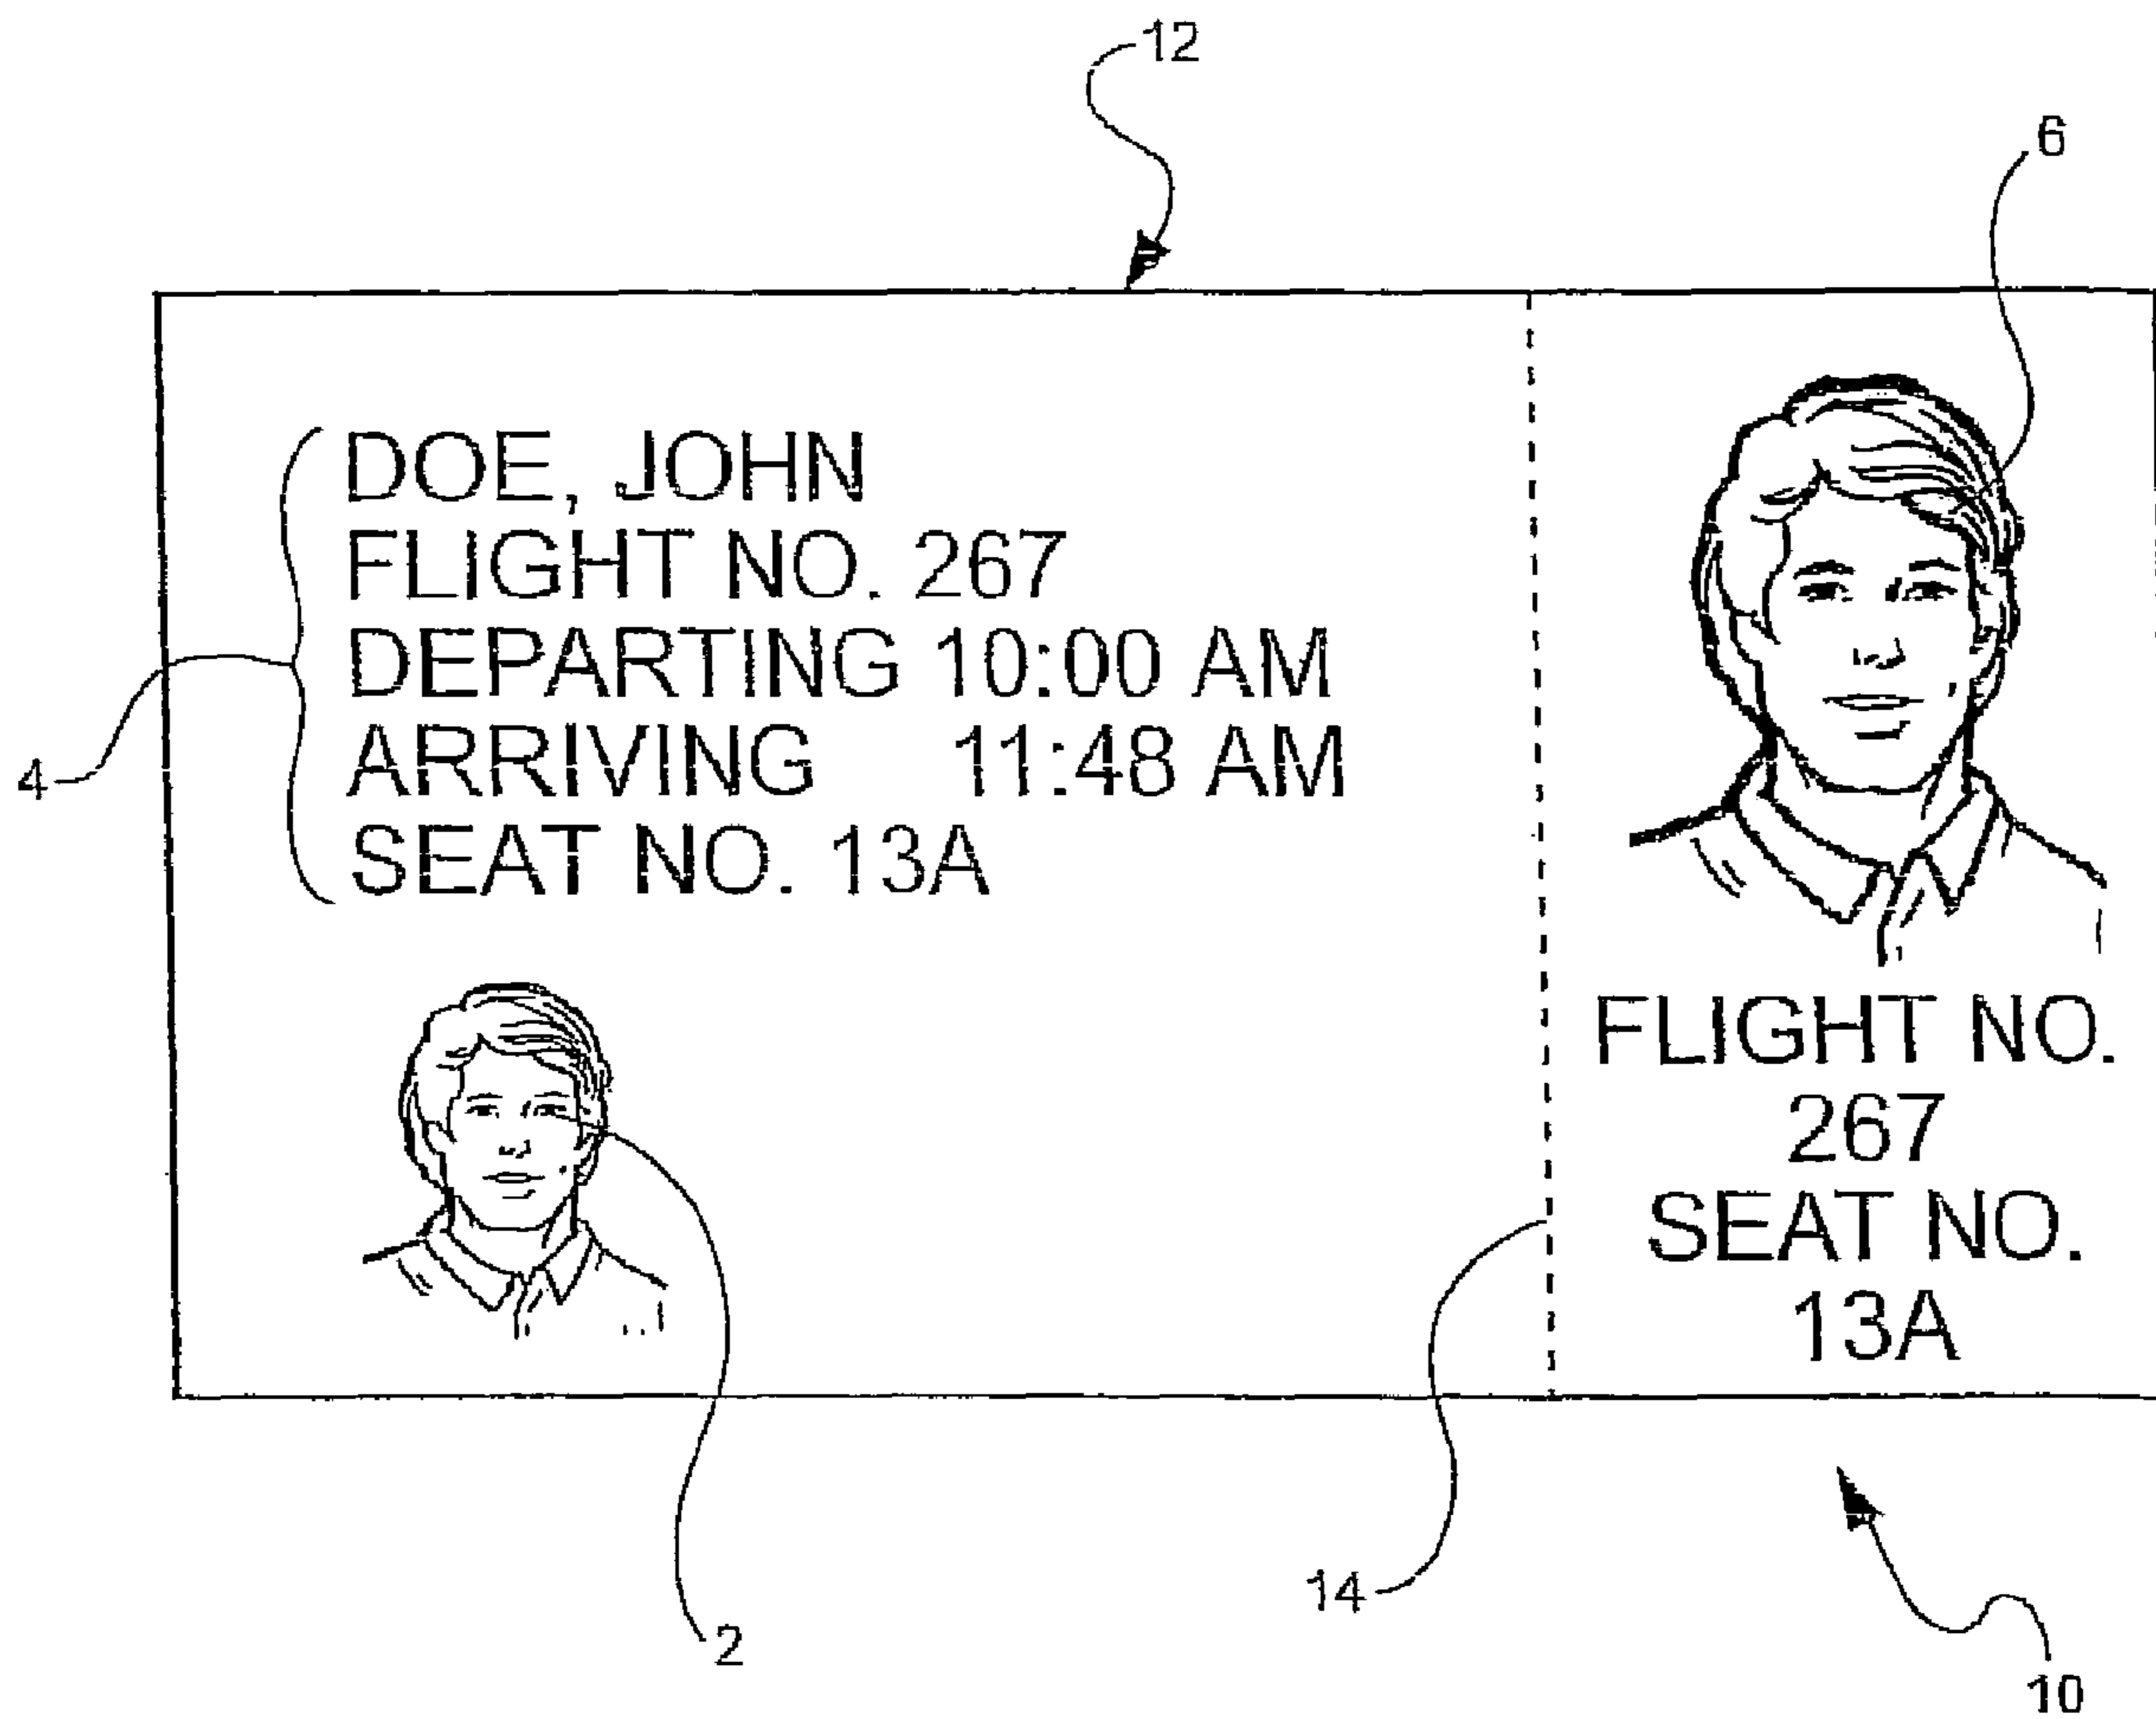 12
6
DOE, JOHN
FLIGHT NO. 267
DEPARTING 10:00 AM
ARRIVING 11:48 AM
SEAT NO. 13A
4
FLIGHT NO.
267
SEAT NO.
13A
14
2
10